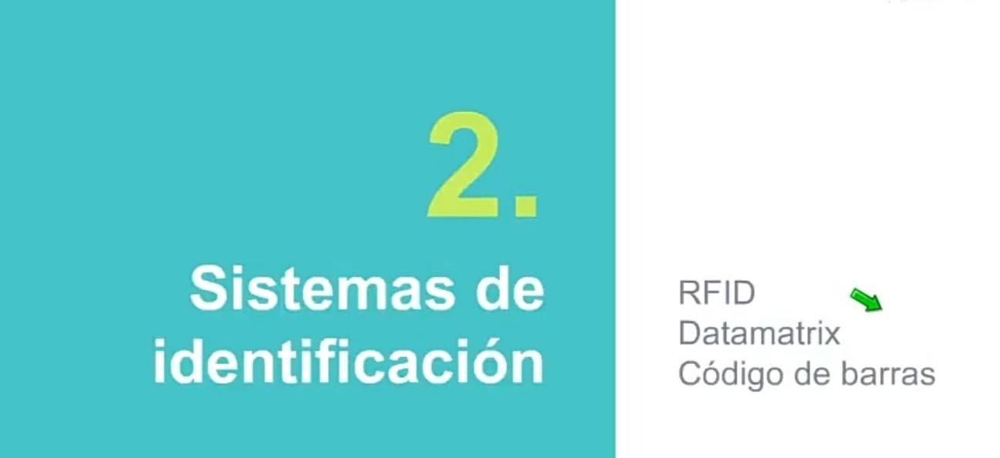 2.
Sistemas de
identificación
RFID
Datamatrix
Código de barras